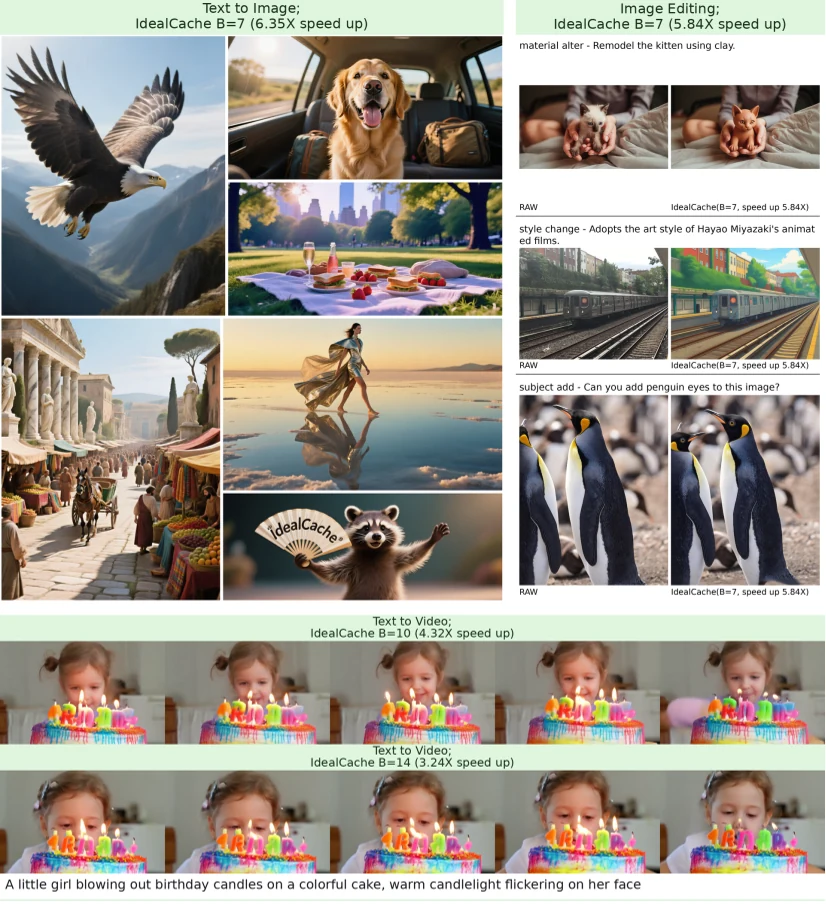 Text to Image;
IdealCache B=7 (6.35X speed up)
IdealCache
Image Editing;
IdealCache B=7 (5.84X speed up)
material alter - Remodel the kitten using clay.
RAW
IdealCache(B=7, speed up 5.84X)
style change - Adopts the art style of Hayao Miyazaki's animat
ed films.
RAW
IdealCache(B=7, speed up 5.84X)
subject add - Can you add penguin eyes to this image?
RAW
IdealCache(B=7, speed up 5.84X)
Text to Video;
IdealCache B=10 (4.32X speed up)
Text to Video;
IdealCache B=14 (3.24X speed up)
A little girl blowing out birthday candles on a colorful cake, warm candlelight flickering on her face